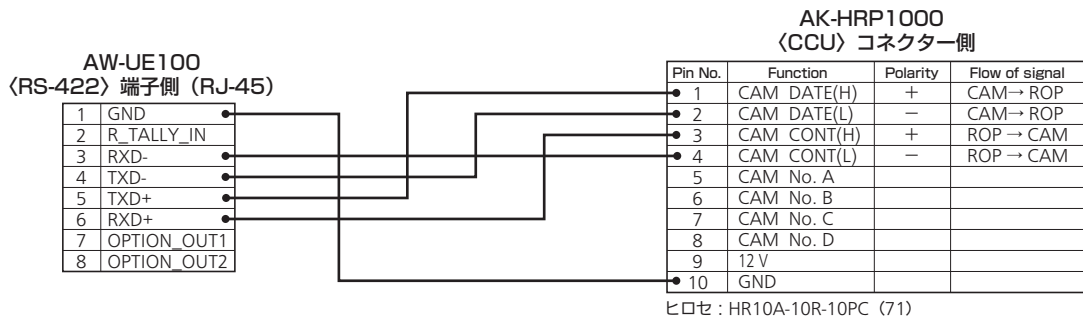 AK-HRP1000
〈CCU〉コネクター側
AW-UE100
〈RS-422〉端子側（RJ-45）
1 GND
2 R_TALLY_IN
3 RXD-
4 TXD-
5 TXD+
6 RXD+
7 OPTION_OUT1
8 OPTION_OUT2
Pin No. Function Polarity Flow of signal
1 CAM DATE(H) + CAM→ ROP
2 CAM DATE(L) − CAM→ ROP
3 CAM CONT(H) + ROP → CAM
4 CAM CONT(L) − ROP → CAM
5 CAM No. A
6 CAM No. B
7 CAM No. C
8 CAM No. D
9 12 V
10 GND
ヒロセ：HR10A-10R-10PC（71）